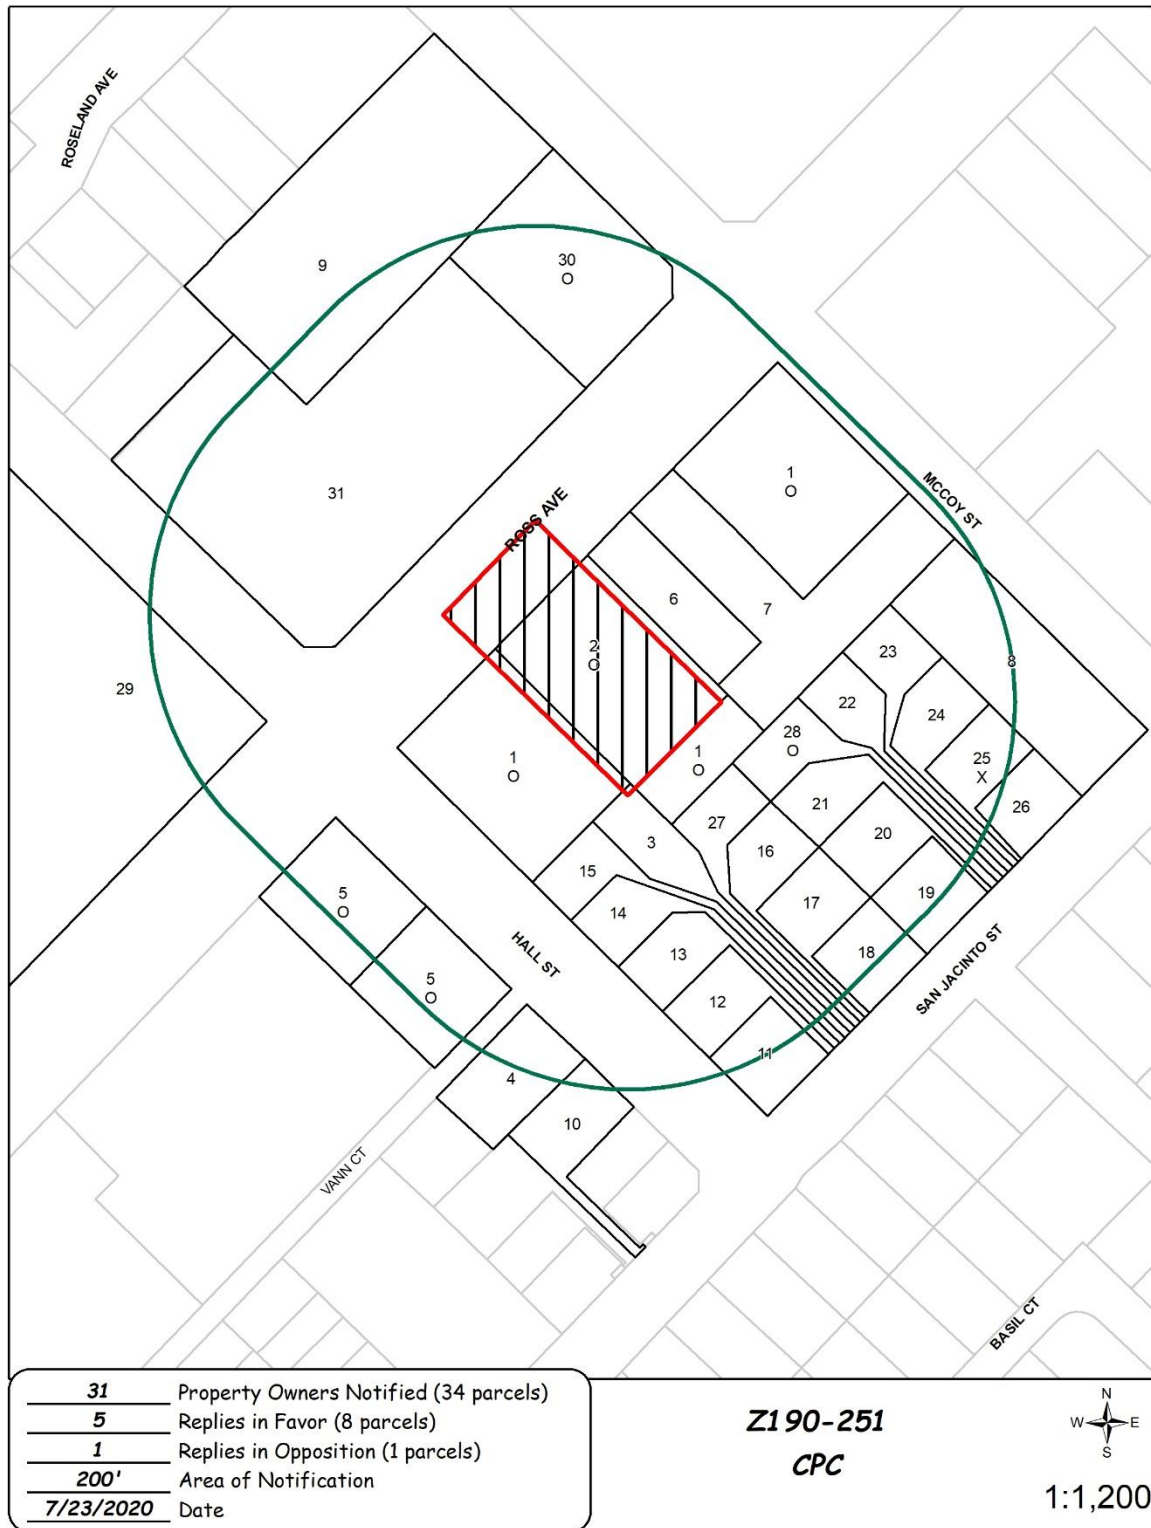 ROSELAND AVE
9
30
O
31
1
O
MCCOY ST
ROSS AVE
6
7
2
O
29
23
8
22
24
28
O
1
O
1
O
25
X
26
21
27
20
3
16
15
17
19
14
5
O
13
18
HALL ST
SAN JACINTO ST
5
O
12
11
4
10
VANN CT
BASIL CT
31 Property Owners Notified (34 parcels)
5 Replies in Favor (8 parcels)
1 Replies in Opposition (1 parcels)
200' Area of Notification
7/23/2020 Date
Z190-251
CPC
N
W E
S
1:1,200